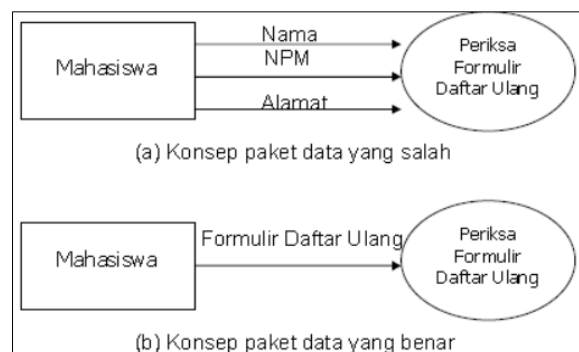 Mahasiswa
Nama
NPM
Alamat
Periksa
Formulir
Daftar Ulang
(a) Konsep paket data yang salah
Mahasiswa
Formulir Daftar Ulang
Periksa
Formulir
Daftar Ulang
(b) Konsep paket data yang benar